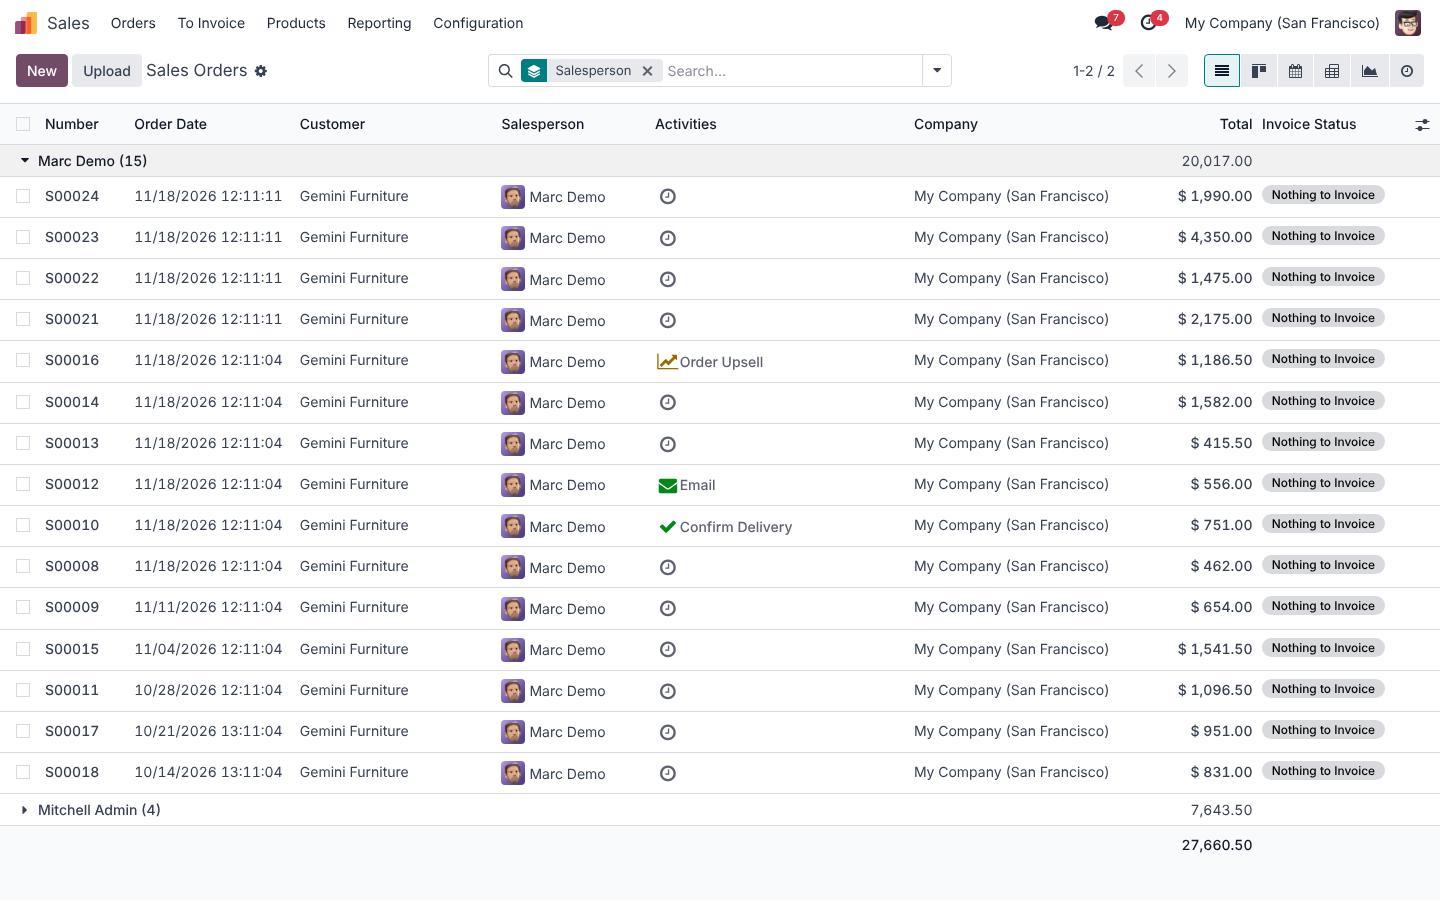 Sales Orders To Invoice Products Reporting Configuration 7 4 My Company (San Francisco)
New Upload Sales Orders Salesperson Search... 1-2 / 2
Number Order Date Customer Salesperson Activities Company Total Invoice Status
Marc Demo (15) 20,017.00
S00024 11/18/2026 12:11:11 Gemini Furniture Marc Demo My Company (San Francisco) $ 1,990.00 Nothing to Invoice
S00023 11/18/2026 12:11:11 Gemini Furniture Marc Demo My Company (San Francisco) $ 4,350.00 Nothing to Invoice
S00022 11/18/2026 12:11:11 Gemini Furniture Marc Demo My Company (San Francisco) $ 1,475.00 Nothing to Invoice
S00021 11/18/2026 12:11:11 Gemini Furniture Marc Demo My Company (San Francisco) $ 2,175.00 Nothing to Invoice
S00016 11/18/2026 12:11:04 Gemini Furniture Marc Demo Order Upsell My Company (San Francisco) $ 1,186.50 Nothing to Invoice
S00014 11/18/2026 12:11:04 Gemini Furniture Marc Demo My Company (San Francisco) $ 1,582.00 Nothing to Invoice
S00013 11/18/2026 12:11:04 Gemini Furniture Marc Demo My Company (San Francisco) $ 415.50 Nothing to Invoice
S00012 11/18/2026 12:11:04 Gemini Furniture Marc Demo Email My Company (San Francisco) $ 556.00 Nothing to Invoice
S00010 11/18/2026 12:11:04 Gemini Furniture Marc Demo Confirm Delivery My Company (San Francisco) $ 751.00 Nothing to Invoice
S00008 11/18/2026 12:11:04 Gemini Furniture Marc Demo My Company (San Francisco) $ 462.00 Nothing to Invoice
S00009 11/11/2026 12:11:04 Gemini Furniture Marc Demo My Company (San Francisco) $ 654.00 Nothing to Invoice
S00015 11/04/2026 12:11:04 Gemini Furniture Marc Demo My Company (San Francisco) $ 1,541.50 Nothing to Invoice
S00011 10/28/2026 12:11:04 Gemini Furniture Marc Demo My Company (San Francisco) $ 1,096.50 Nothing to Invoice
S00017 10/21/2026 13:11:04 Gemini Furniture Marc Demo My Company (San Francisco) $ 951.00 Nothing to Invoice
S00018 10/14/2026 13:11:04 Gemini Furniture Marc Demo My Company (San Francisco) $ 831.00 Nothing to Invoice
Mitchell Admin (4) 7,643.50
27,660.50